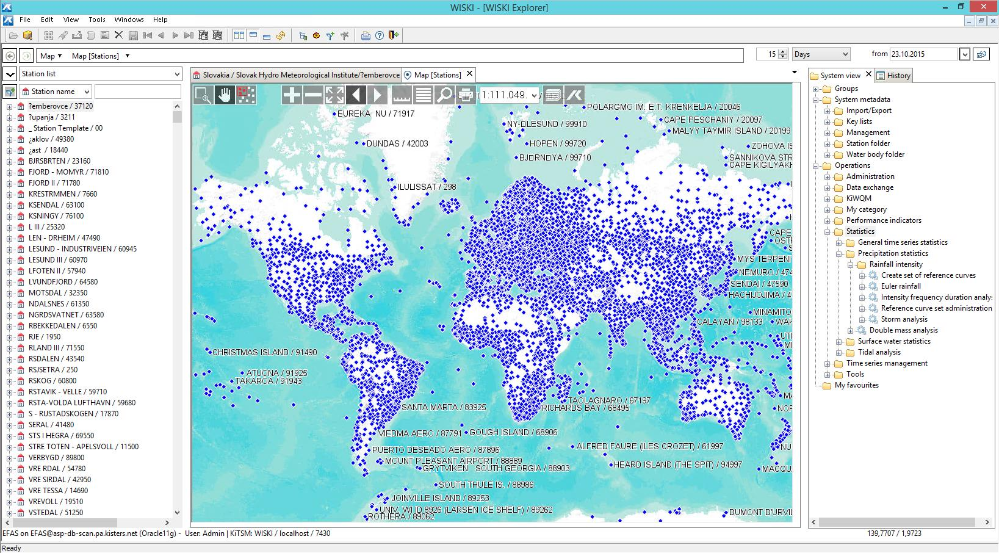 WISKI - [WISKI Explorer]
File Edit View Tools Windows Help
Map Map [Stations] 15 Days from 23.10.2015
Station list
Station name
?emberovce / 37120
?upanja / 3211
_ Station Template / 00
¿aklov / 49380
¿ast / 18440
BJRSBRTEN / 23160
FJORD - MOMYR / 71810
FJORD II / 71780
KRESTRMMEN / 7660
KSENDAL / 63100
KSNINGY / 76100
L III / 25320
LEN - DRHEIM / 47490
LESUND - INDUSTRIVEIEN / 60945
LESUND III / 60970
LFOTEN II / 57940
LVUNDFJORD / 64580
MOTSDAL / 32350
NDALSNES / 61350
NGRDSVATNET / 63580
RBEKKEDALEN / 6550
RJE / 1950
RLAND III / 71550
RSDALEN / 43540
RSJSETRA / 250
RSKOG / 60800
RSTAVIK - VELLE / 59710
RSTA-VOLDA LUFTHAVN / 59680
S - RUSTADSKOGEN / 17870
SERAL / 41480
STS I HEGRA / 69550
STRE TOTEN - APELSVOLL / 11500
VERBYGD / 89800
VRE RDAL / 54780
VRE SIRDAL / 42950
VRE TESSA / 14690
VREVOLL / 19510
VSTEDAL / 51250
Slovakia / Slovak Hydro Meteorological Institute/?emberovce Map [Stations]
1:111.049.
EUREKA NU / 71917
POLARGMO IM. E.T. KRENKELJA / 20046
NY-□LESUND / 99910
CAPE PESCHANIY / 20097
MALYY TAYMIR ISLAND / 20199
DUNDAS / 42003
HOPEN / 99720
ZOHOVA IS
BJ□RN□YA / 99710
SANNIKOVA STR
CAPE KIGILYAKH
ILULISSAT / 298
CAPE
OSTR
MYS TERPENI
NEMURO / 474
SENDAI / 47590
HACHIJOJIMA / 47
MINAMITO
CALAYAN / 98133
WAK
UTI
CHRISTMAS ISLAND / 91490
ATUONA / 91925
TAKAROA / 91943
TAOLAGNARO / 67197
SANTA MARTA / 83925
RICHARDS BAY / 68495
NOR
VIEDMA AERO / 87791
GOUGH ISLAND / 68906
PUERTO DESEADO AERO / 87896
ALFRED FAURE (ILES CROZET) / 61997
NU
MOUNT PLEASANT AIRPORT / 88889
GRYTVIKEN SOUTH GEORGIA / 88903
HEARD ISLAND (THE SPIT) / 94997
MACQU
SOUTH THULE IS. / 88986
JOINVILLE ISLAND / 89253
UNIV. WI ID 8926 (LARSEN ICE SHELF) / 89262
DUMONT D'URVIL
ROTHERA / 89062
System view History
Groups
System metadata
Import/Export
Key lists
Management
Station folder
Water body folder
Operations
Administration
Data exchange
KiWQM
My category
Performance indicators
Statistics
General time series statistics
Precipitation statistics
Rainfall intensity
Create set of reference curves
Euler rainfall
Intensity frequency duration analys
Reference curve set administration
Storm analysis
Double mass analysis
Surface water statistics
Tidal analysis
Time series management
Tools
My favourites
EFAS on EFAS@asp-db-scan.pa.kisters.net (Oracle11g) - User: Admin | KiTSM: WISKI / localhost / 7430
139,7707 / 1,9723
Ready